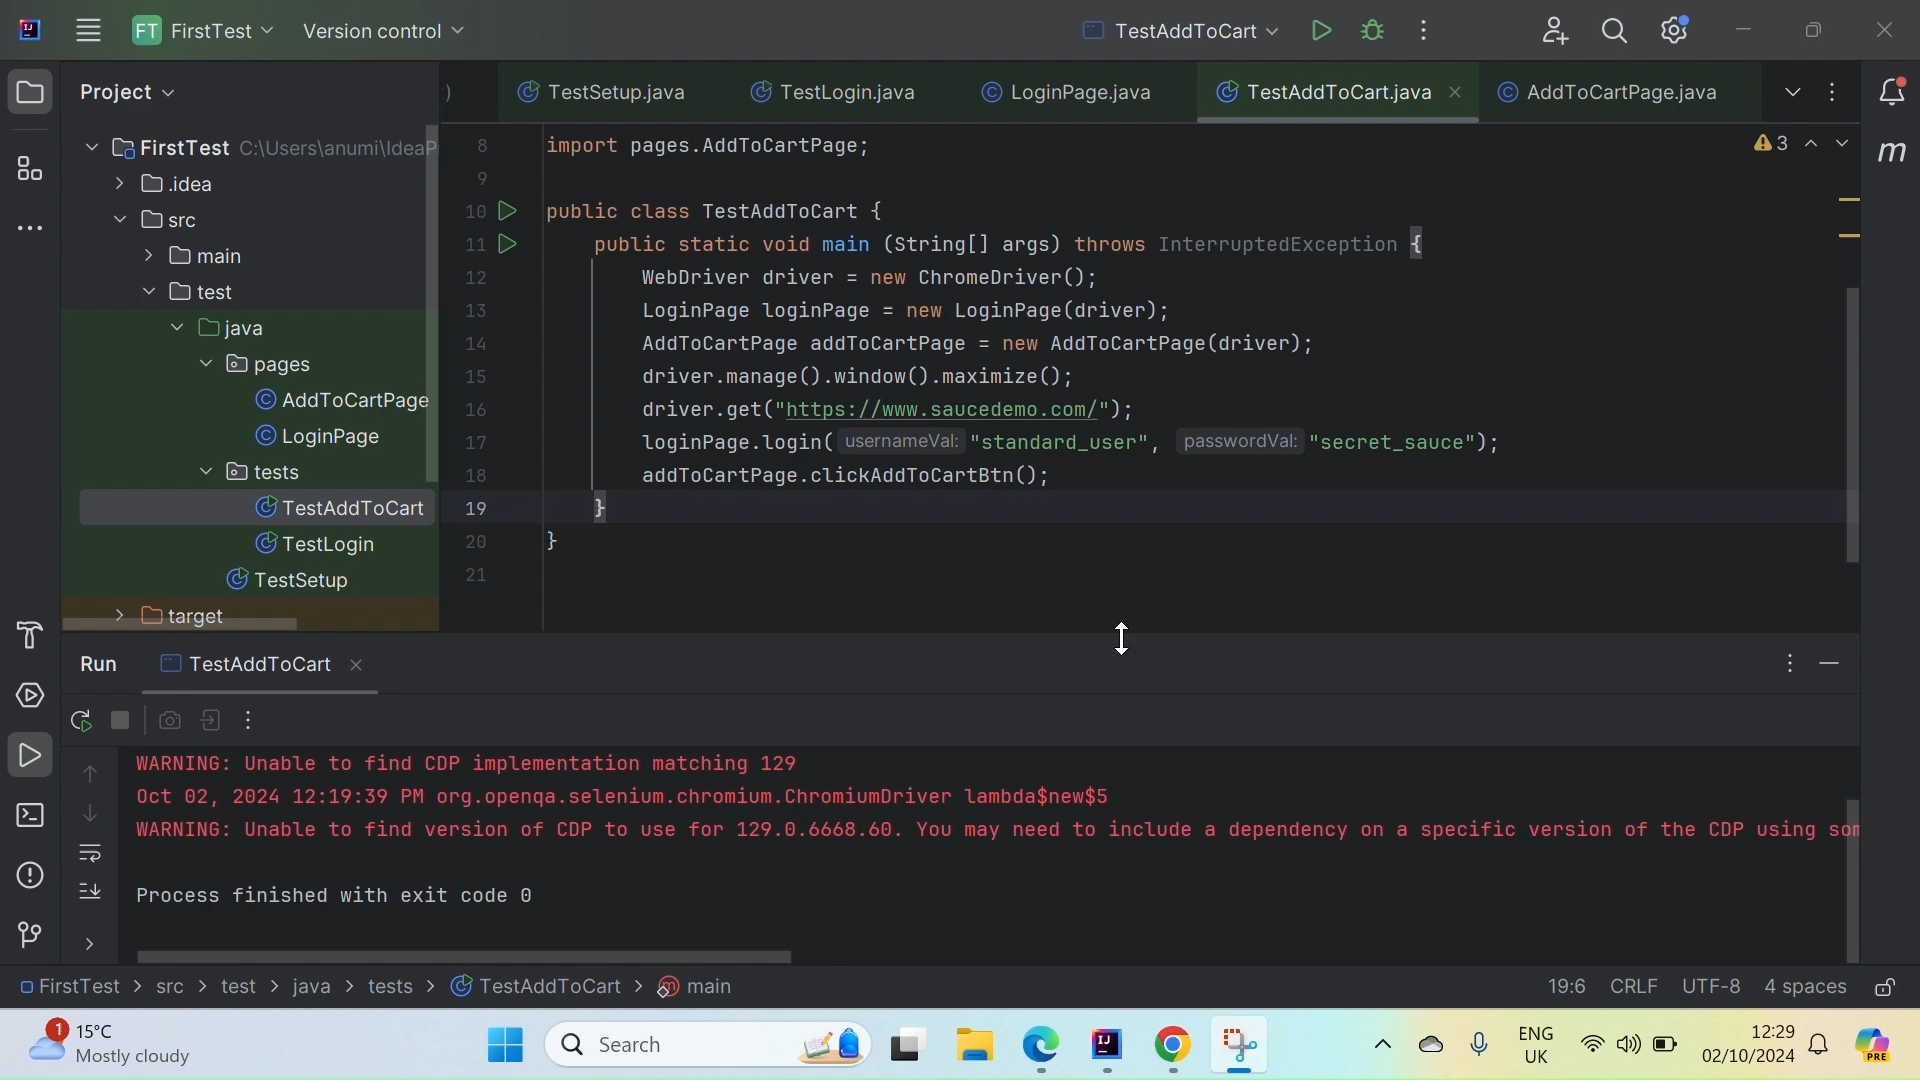 FT FirstTest Version control TestAddToCart
Project
) TestSetup.java TestLogin.java LoginPage.java TestAddToCart.java AddToCartPage.java
FirstTest C:\Users\anumi\IdeaP
.idea
src
main
test
java
pages
AddToCartPage
LoginPage
tests
TestAddToCart
TestLogin
TestSetup
target
3
8 import pages.AddToCartPage;
9
10 public class TestAddToCart {
11 public static void main (String[] args) throws InterruptedException {
12 WebDriver driver = new ChromeDriver();
13 LoginPage loginPage = new LoginPage(driver);
14 AddToCartPage addToCartPage = new AddToCartPage(driver);
15 driver.manage().window().maximize();
16 driver.get("https://www.saucedemo.com/");
17 loginPage.login( usernameVal: "standard_user", passwordVal: "secret_sauce");
18 addToCartPage.clickAddToCartBtn();
19 }
20 }
21
m
Run TestAddToCart
WARNING: Unable to find CDP implementation matching 129
Oct 02, 2024 12:19:39 PM org.openqa.selenium.chromium.ChromiumDriver lambda$new$5
WARNING: Unable to find version of CDP to use for 129.0.6668.60. You may need to include a dependency on a specific version of the CDP using som
Process finished with exit code 0
FirstTest > src > test > java > tests > TestAddToCart > main 19:6 CRLF UTF-8 4 spaces
1 15°C
Mostly cloudy
Search
IJ
ENG
UK
12:29
02/10/2024
PRE